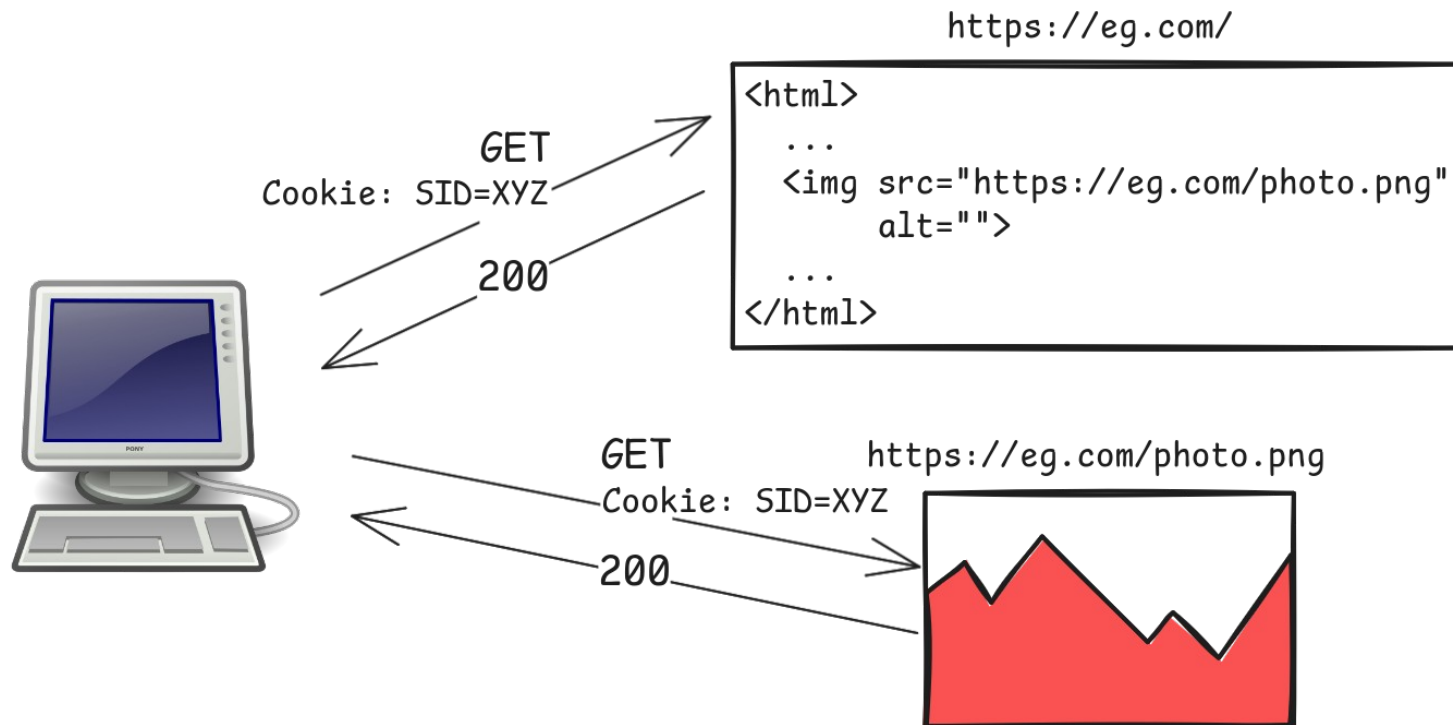 https://eg.com/
<html>
...
<img src="https://eg.com/photo.png"
alt="">
...
</html>
GET
Cookie: SID=XYZ
200
PONY
GET
Cookie: SID=XYZ
200
https://eg.com/photo.png